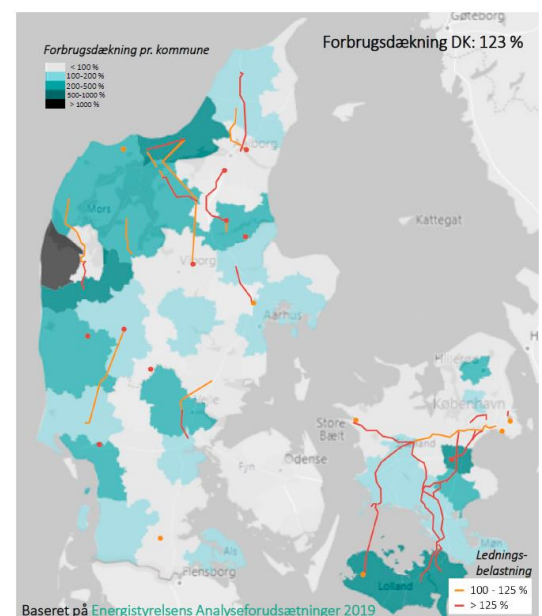 Göteborg
Forbrugsdækning pr. kommune
Forbrugsdækning DK: 123 %
< 100 %
100-200 %
200-500 %
500-1000 %
> 1000 %
Mors
Viborg
Kattegat
Aarhus
Hillerød
København
Store
Bælt
Odense
Fyn
Als
Møn
Flensborg
Lolland
Lednings-
belastning
100 - 125 %
> 125 %
Baseret på Energistyrelsens Analyseforudsætninger 2019